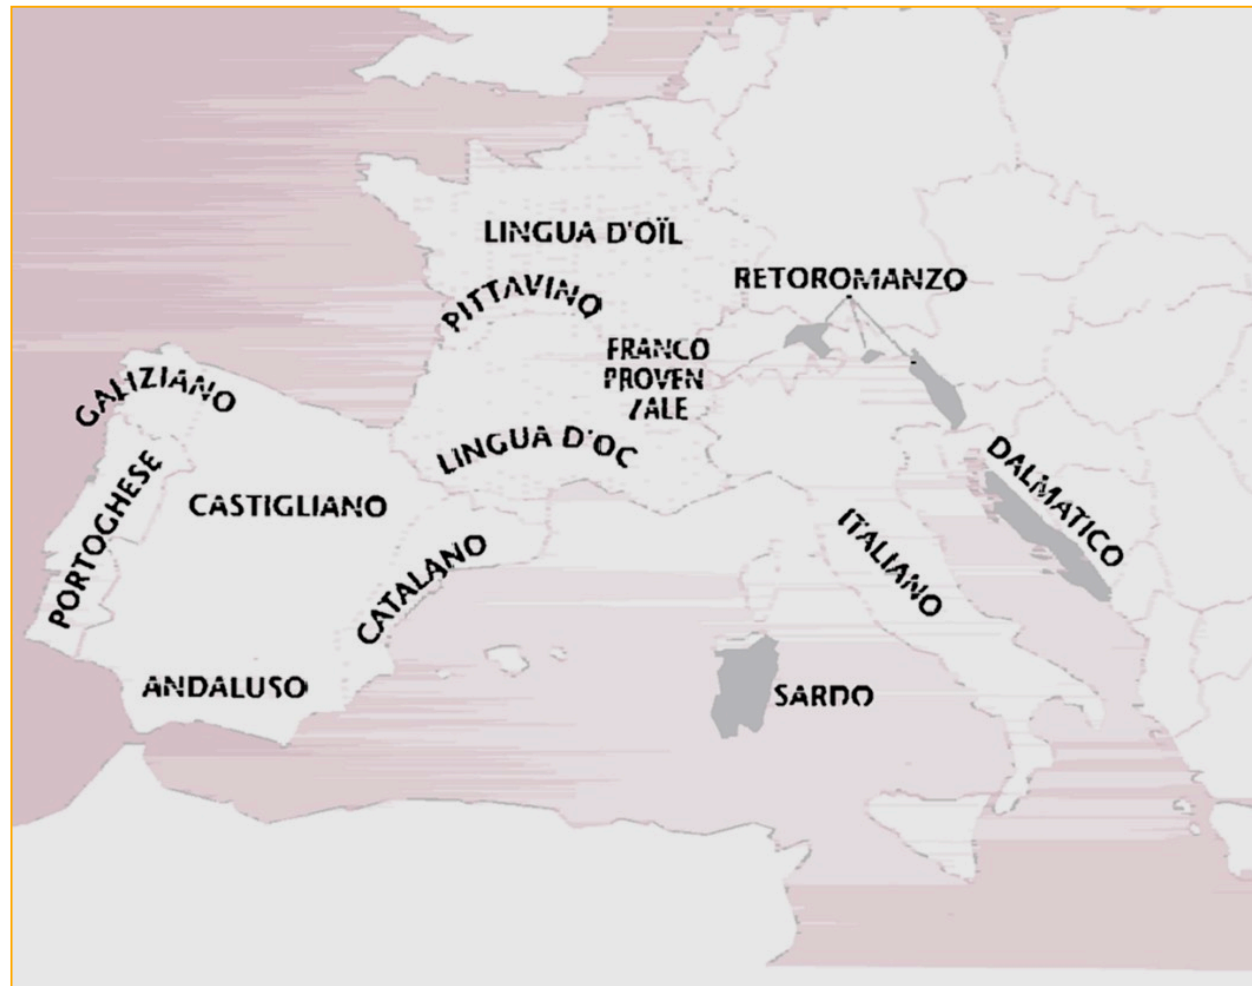 LINGUA D'OÏL
RETOROMANZO
PITTAVINO
FRANCO
PROVEN
ZALE
GALIZIANO
LINGUA D'OC
DALMATICO
PORTOGHESE
CASTIGLIANO
ITALIANO
CATALANO
ANDALUSO
SARDO